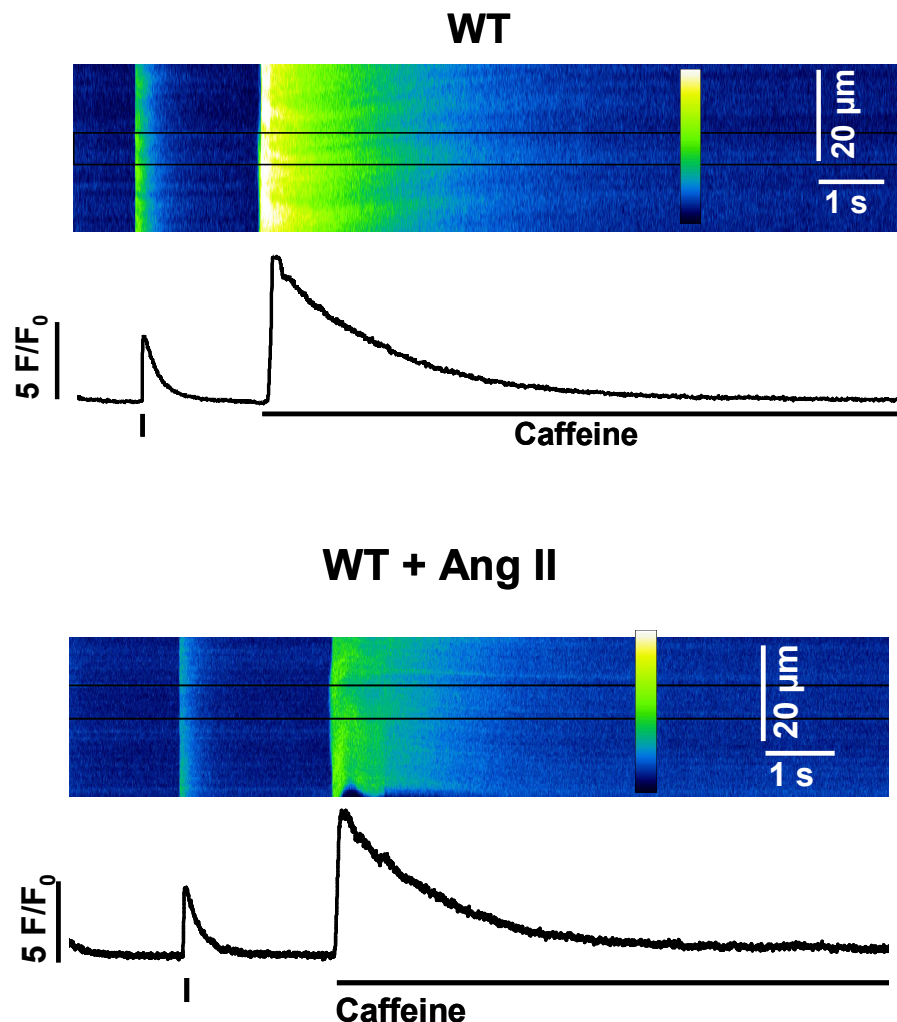 WT
20 µm
1 s
5 F/F0
Caffeine
WT + Ang II
20 µm
1 s
5 F/F0
Caffeine